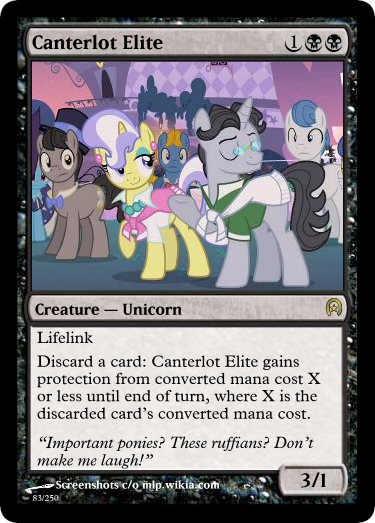 Canterlot Elite 1
Creature — Unicorn
Lifelink
Discard a card: Canterlot Elite gains
protection from converted mana cost X
or less until end of turn, where X is the
discarded card's converted mana cost.
“Important ponies? These ruffians? Don't
make me laugh!”
Screenshots c/o mlp.wikia.com
83/250
3/1